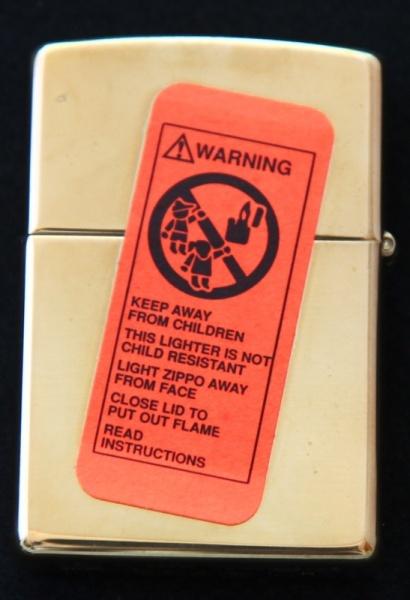 WARNING
KEEP AWAY
FROM CHILDREN
THIS LIGHTER IS NOT
CHILD RESISTANT
LIGHT ZIPPO AWAY
FROM FACE
CLOSE LID TO
PUT OUT FLAME
READ
INSTRUCTIONS